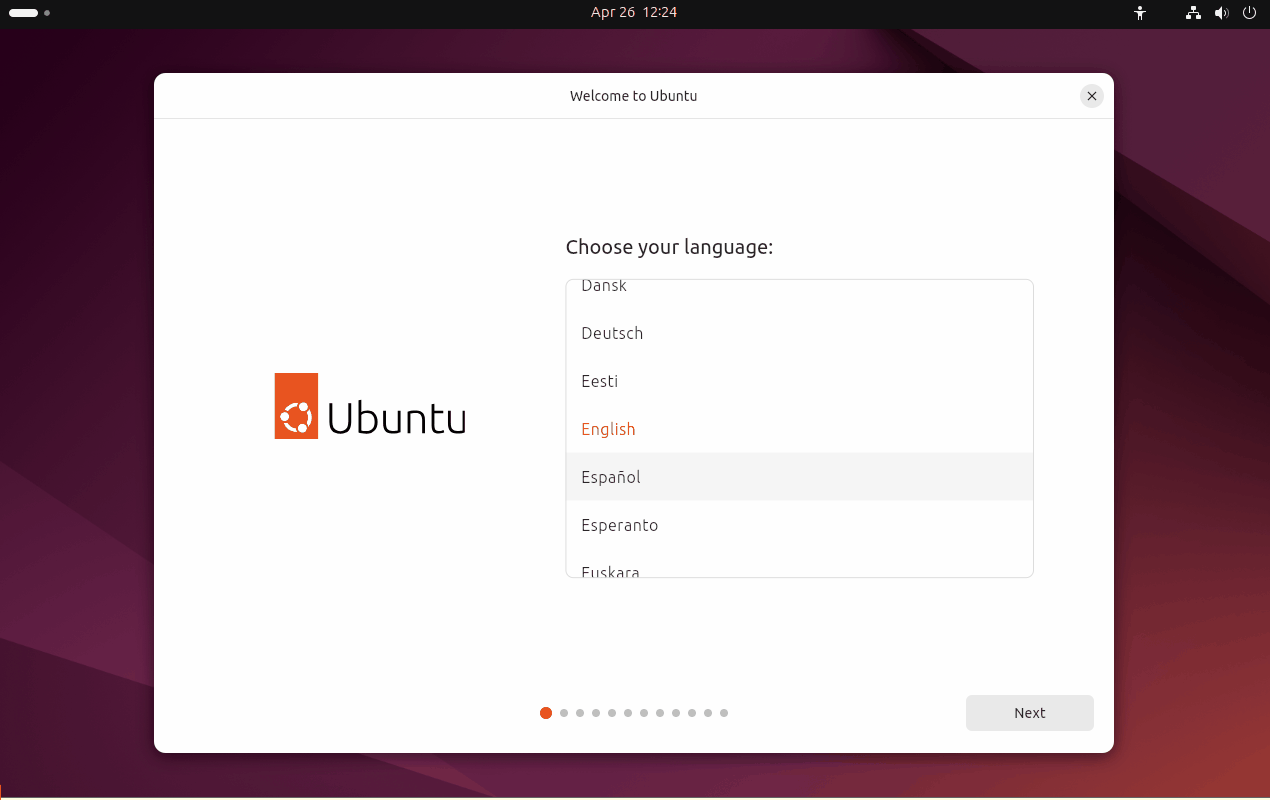 Apr 26 12:24
Welcome to Ubuntu
Choose your language:
Dansk
Deutsch
Eesti
English
Español
Esperanto
Euskara
Ubuntu
Next